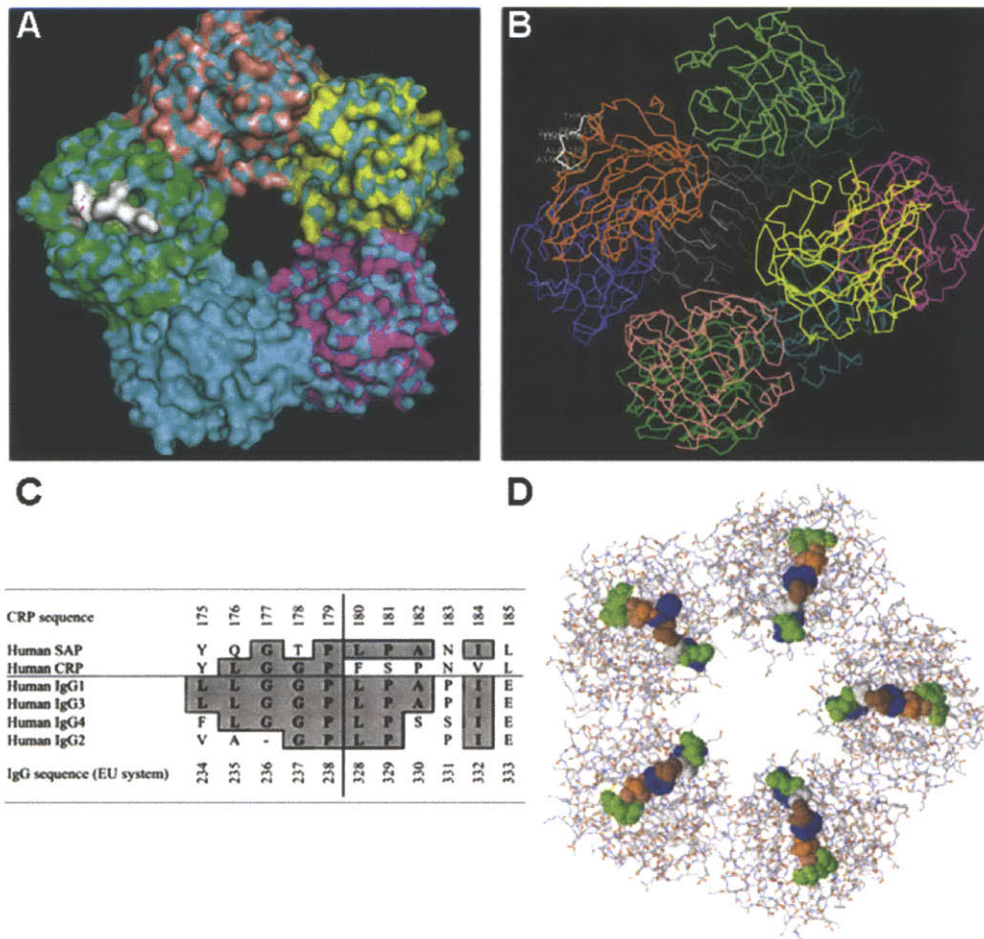 A
B
THR
ASN
C
D
CRP sequence 175 176 177 178 179 180 181 182 183 184 185
Human SAP Y Q G T P L P A N I L
Human CRP Y L G G P F S P N V L
Human IgG1 L L G G P L P A P I E
Human IgG3 L L G G P L P A P I E
Human IgG4 F L G G P L P S S I E
Human IgG2 V A - G P L P P I E
IgG sequence (EU system) 234 235 236 237 238 328 329 330 331 332 333